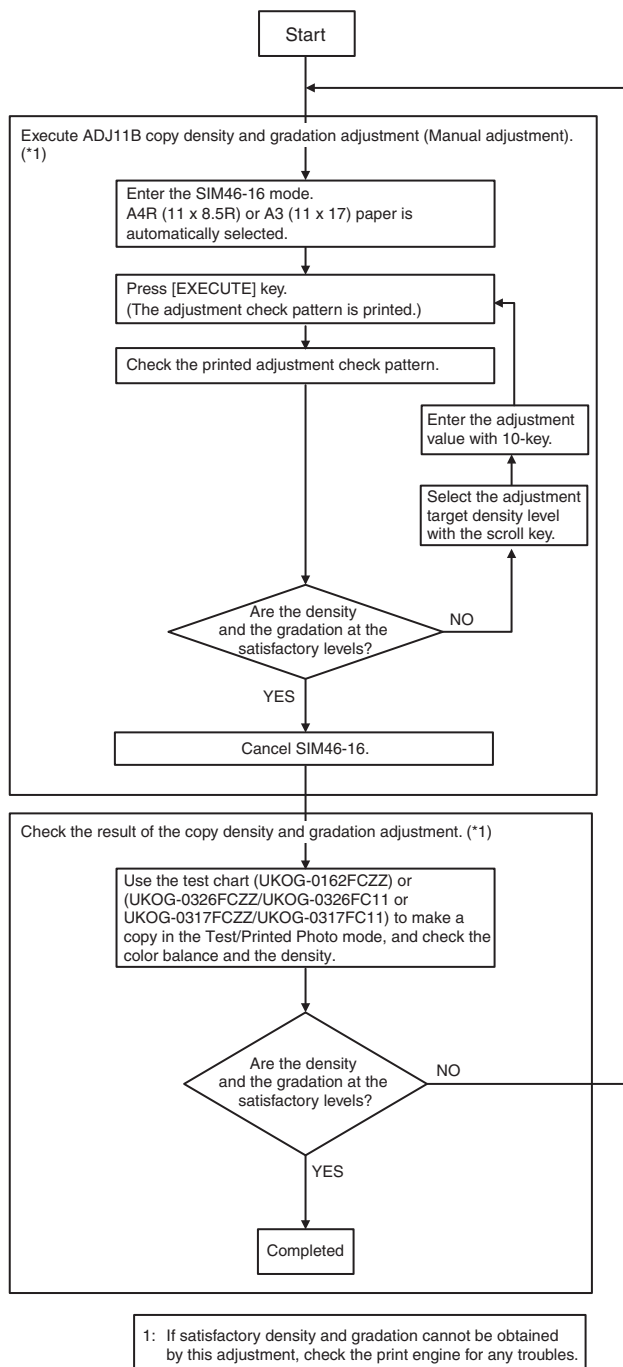 Start
Execute ADJ11B copy density and gradation adjustment (Manual adjustment).
(*1)
Enter the SIM46-16 mode.
A4R (11 x 8.5R) or A3 (11 x 17) paper is
automatically selected.
Press [EXECUTE] key.
(The adjustment check pattern is printed.)
Check the printed adjustment check pattern.
Enter the adjustment
value with 10-key.
Select the adjustment
target density level
with the scroll key.
Are the density
and the gradation at the
satisfactory levels?
NO
YES
Cancel SIM46-16.
Check the result of the copy density and gradation adjustment. (*1)
Use the test chart (UKOG-0162FCZZ) or
(UKOG-0326FCZZ/UKOG-0326FC11 or
UKOG-0317FCZZ/UKOG-0317FC11) to make a
copy in the Test/Printed Photo mode, and check the
color balance and the density.
Are the density
and the gradation at the
satisfactory levels?
NO
YES
Completed
1: If satisfactory density and gradation cannot be obtained
by this adjustment, check the print engine for any troubles.